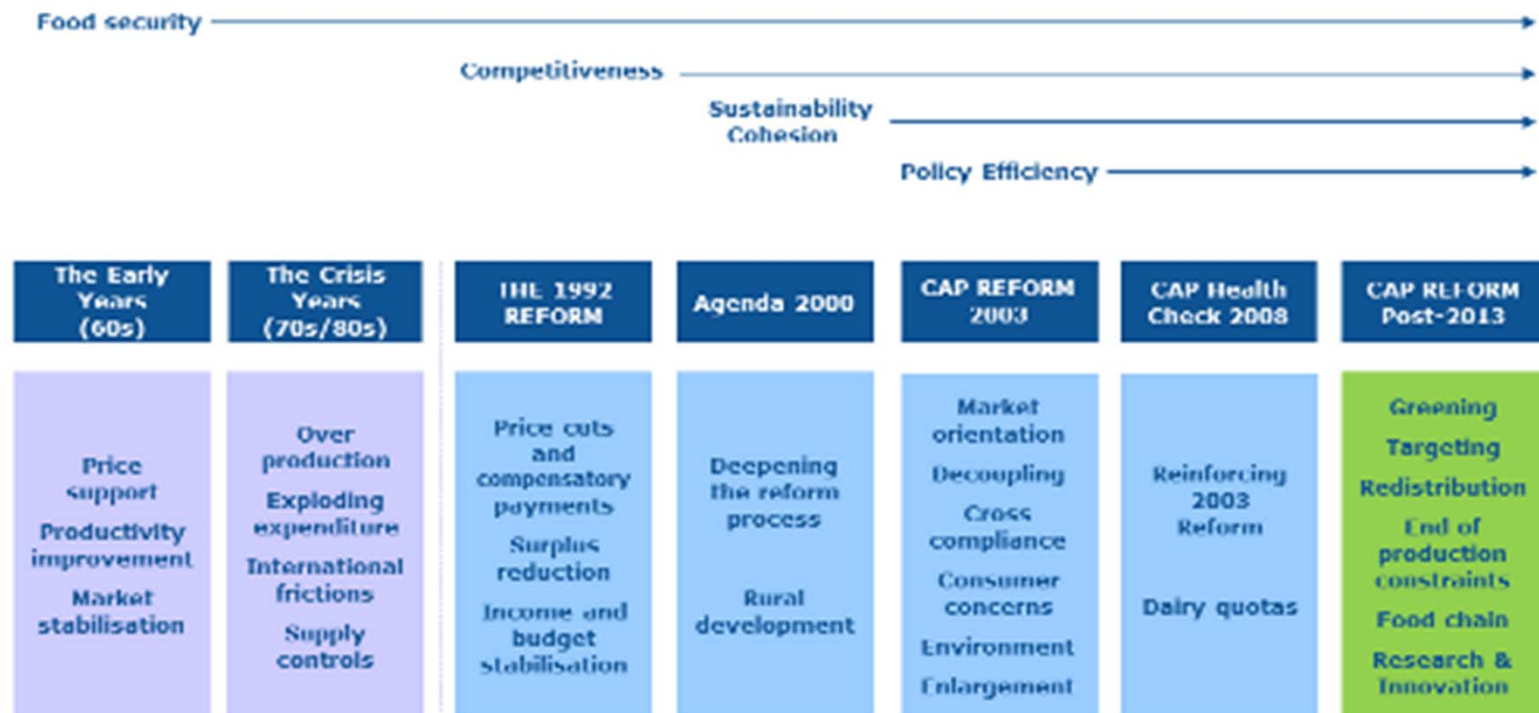 Food security
Competitiveness
Sustainability
Cohesion
Policy Efficiency
The Early
Years
(60s)
The Crisis
Years
(70s/80s)
THE 1992
REFORM
Agenda 2000
CAP REFORM
2003
CAP Health
Check 2008
CAP REFORM
Post-2013
Price
support
Productivity
improvement
Market
stabilisation
Over
production
Exploding
expenditure
International
frictions
Supply
controls
Price cuts
and
compensatory
payments
Surplus
reduction
Income and
budget
stabilisation
Deepening
the reform
process
Rural
development
Market
orientation
Decoupling
Cross
compliance
Consumer
concerns
Environment
Enlargement
Reinforcing
2003
Reform
Dairy quotas
Greening
Targeting
Redistribution
End of
production
constraints
Food chain
Research &
Innovation